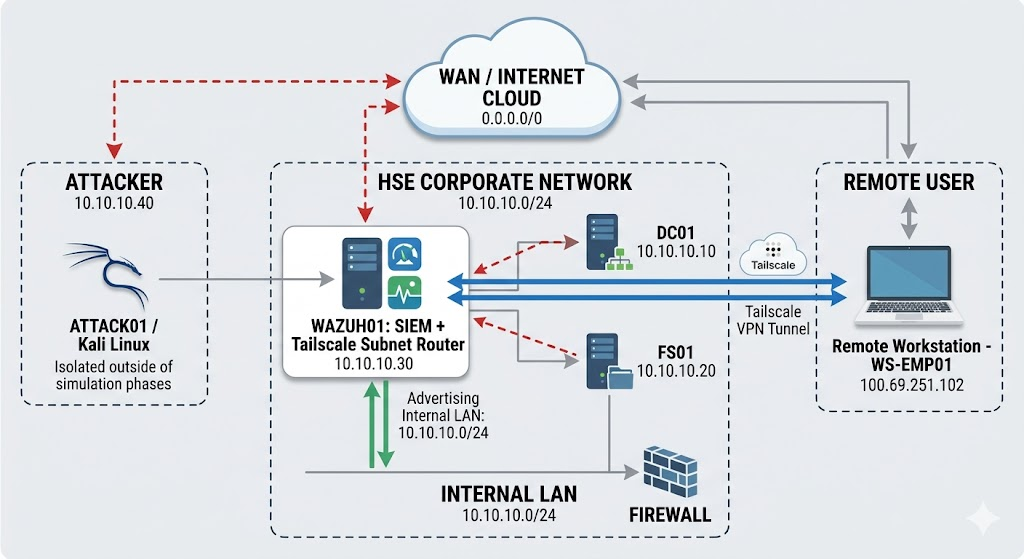 WAN / INTERNET
CLOUD
0.0.0.0/0
ATTACKER
10.10.10.40
ATTACK01 /
Kali Linux
Isolated outside of
simulation phases
HSE CORPORATE NETWORK
10.10.10.0/24
WAZUH01: SIEM +
Tailscale Subnet Router
10.10.10.30
DC01
10.10.10.10
FS01
10.10.10.20
Advertising
Internal LAN:
10.10.10.0/24
INTERNAL LAN
10.10.10.0/24
FIREWALL
Tailscale
Tailscale
VPN Tunnel
REMOTE USER
Remote Workstation -
WS-EMP01
100.69.251.102